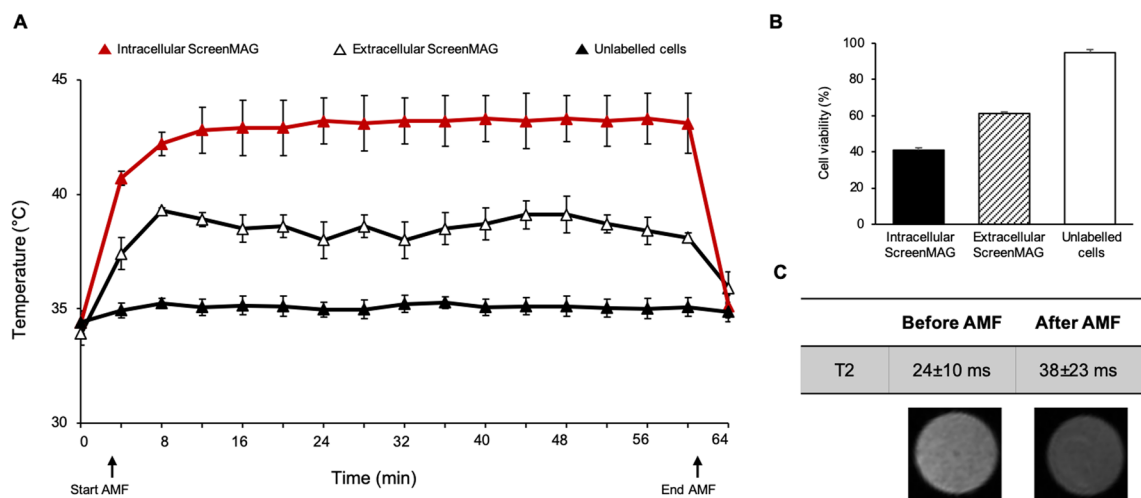 A
Intracellular ScreenMAG
Extracellular ScreenMAG
Unlabelled cells
45
40
35
30
Temperature (°C)
0 8 16 24 32 40 48 56 64
Time (min)
Start AMF
End AMF
B
100
80
60
40
20
0
Cell viability (%)
Intracellular Extracellular Unlabelled
ScreenMAG ScreenMAG cells
C
Before AMF After AMF
T2 24±10 ms 38±23 ms